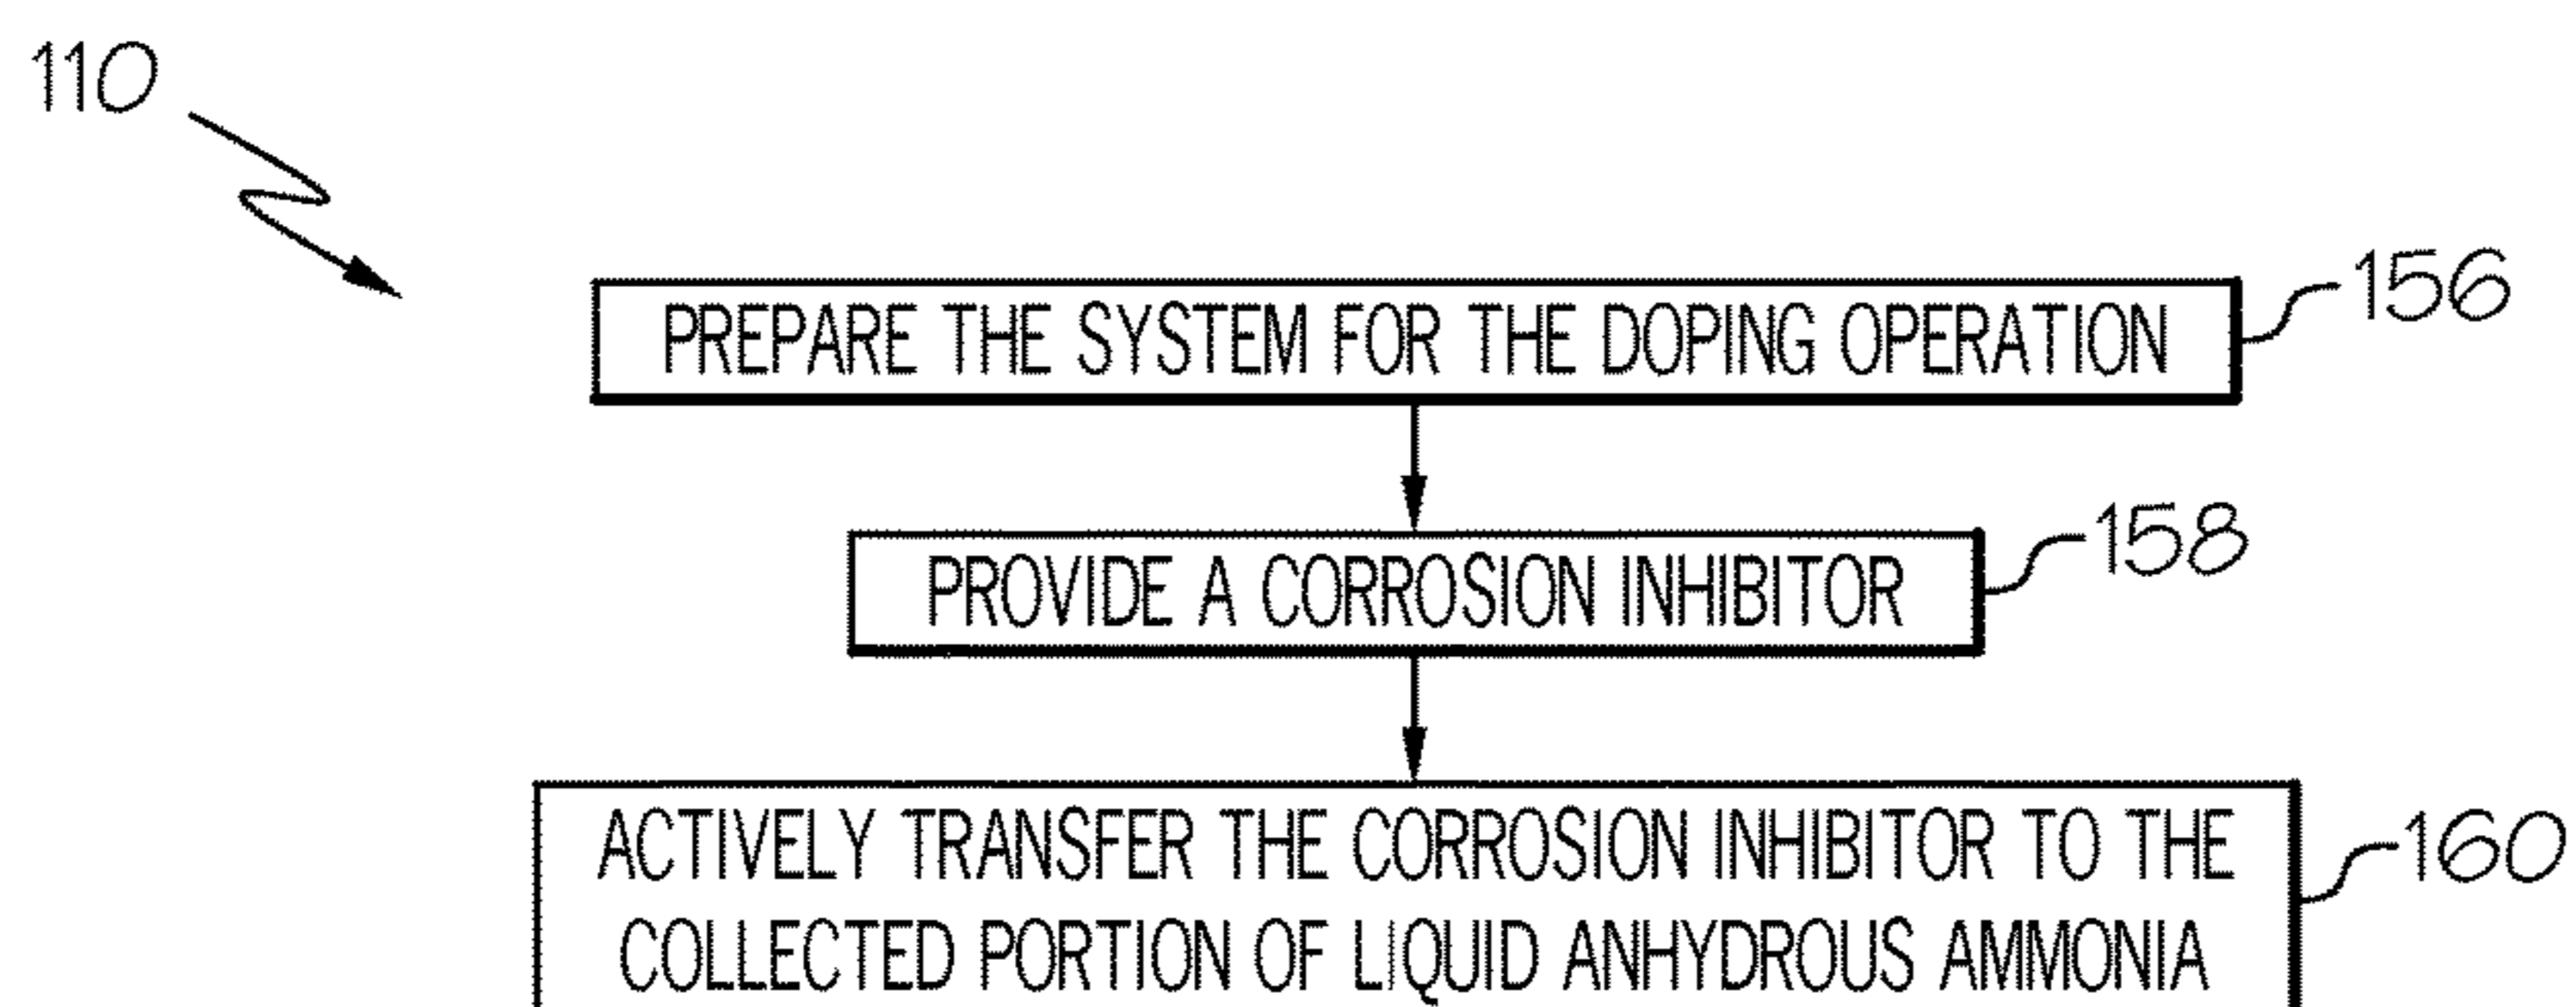 110
PREPARE THE SYSTEM FOR THE DOPING OPERATION
156
PROVIDE A CORROSION INHIBITOR
158
ACTIVELY TRANSFER THE CORROSION INHIBITOR TO THE
COLLECTED PORTION OF LIQUID ANHYDROUS AMMONIA
160